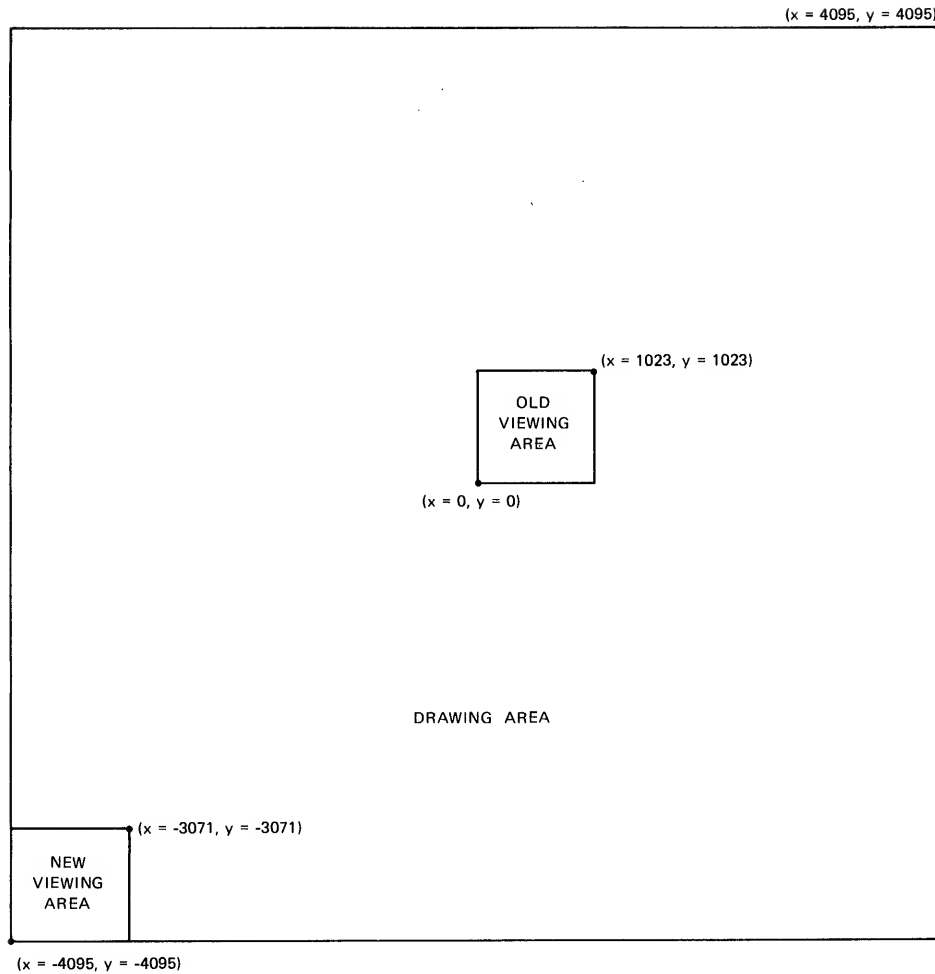 (x = 4095, y = 4095)
(x = 1023, y = 1023)
OLD
VIEWING
AREA
(x = 0, y = 0)
DRAWING AREA
(x = -3071, y = -3071)
NEW
VIEWING
AREA
(x = -4095, y = -4095)